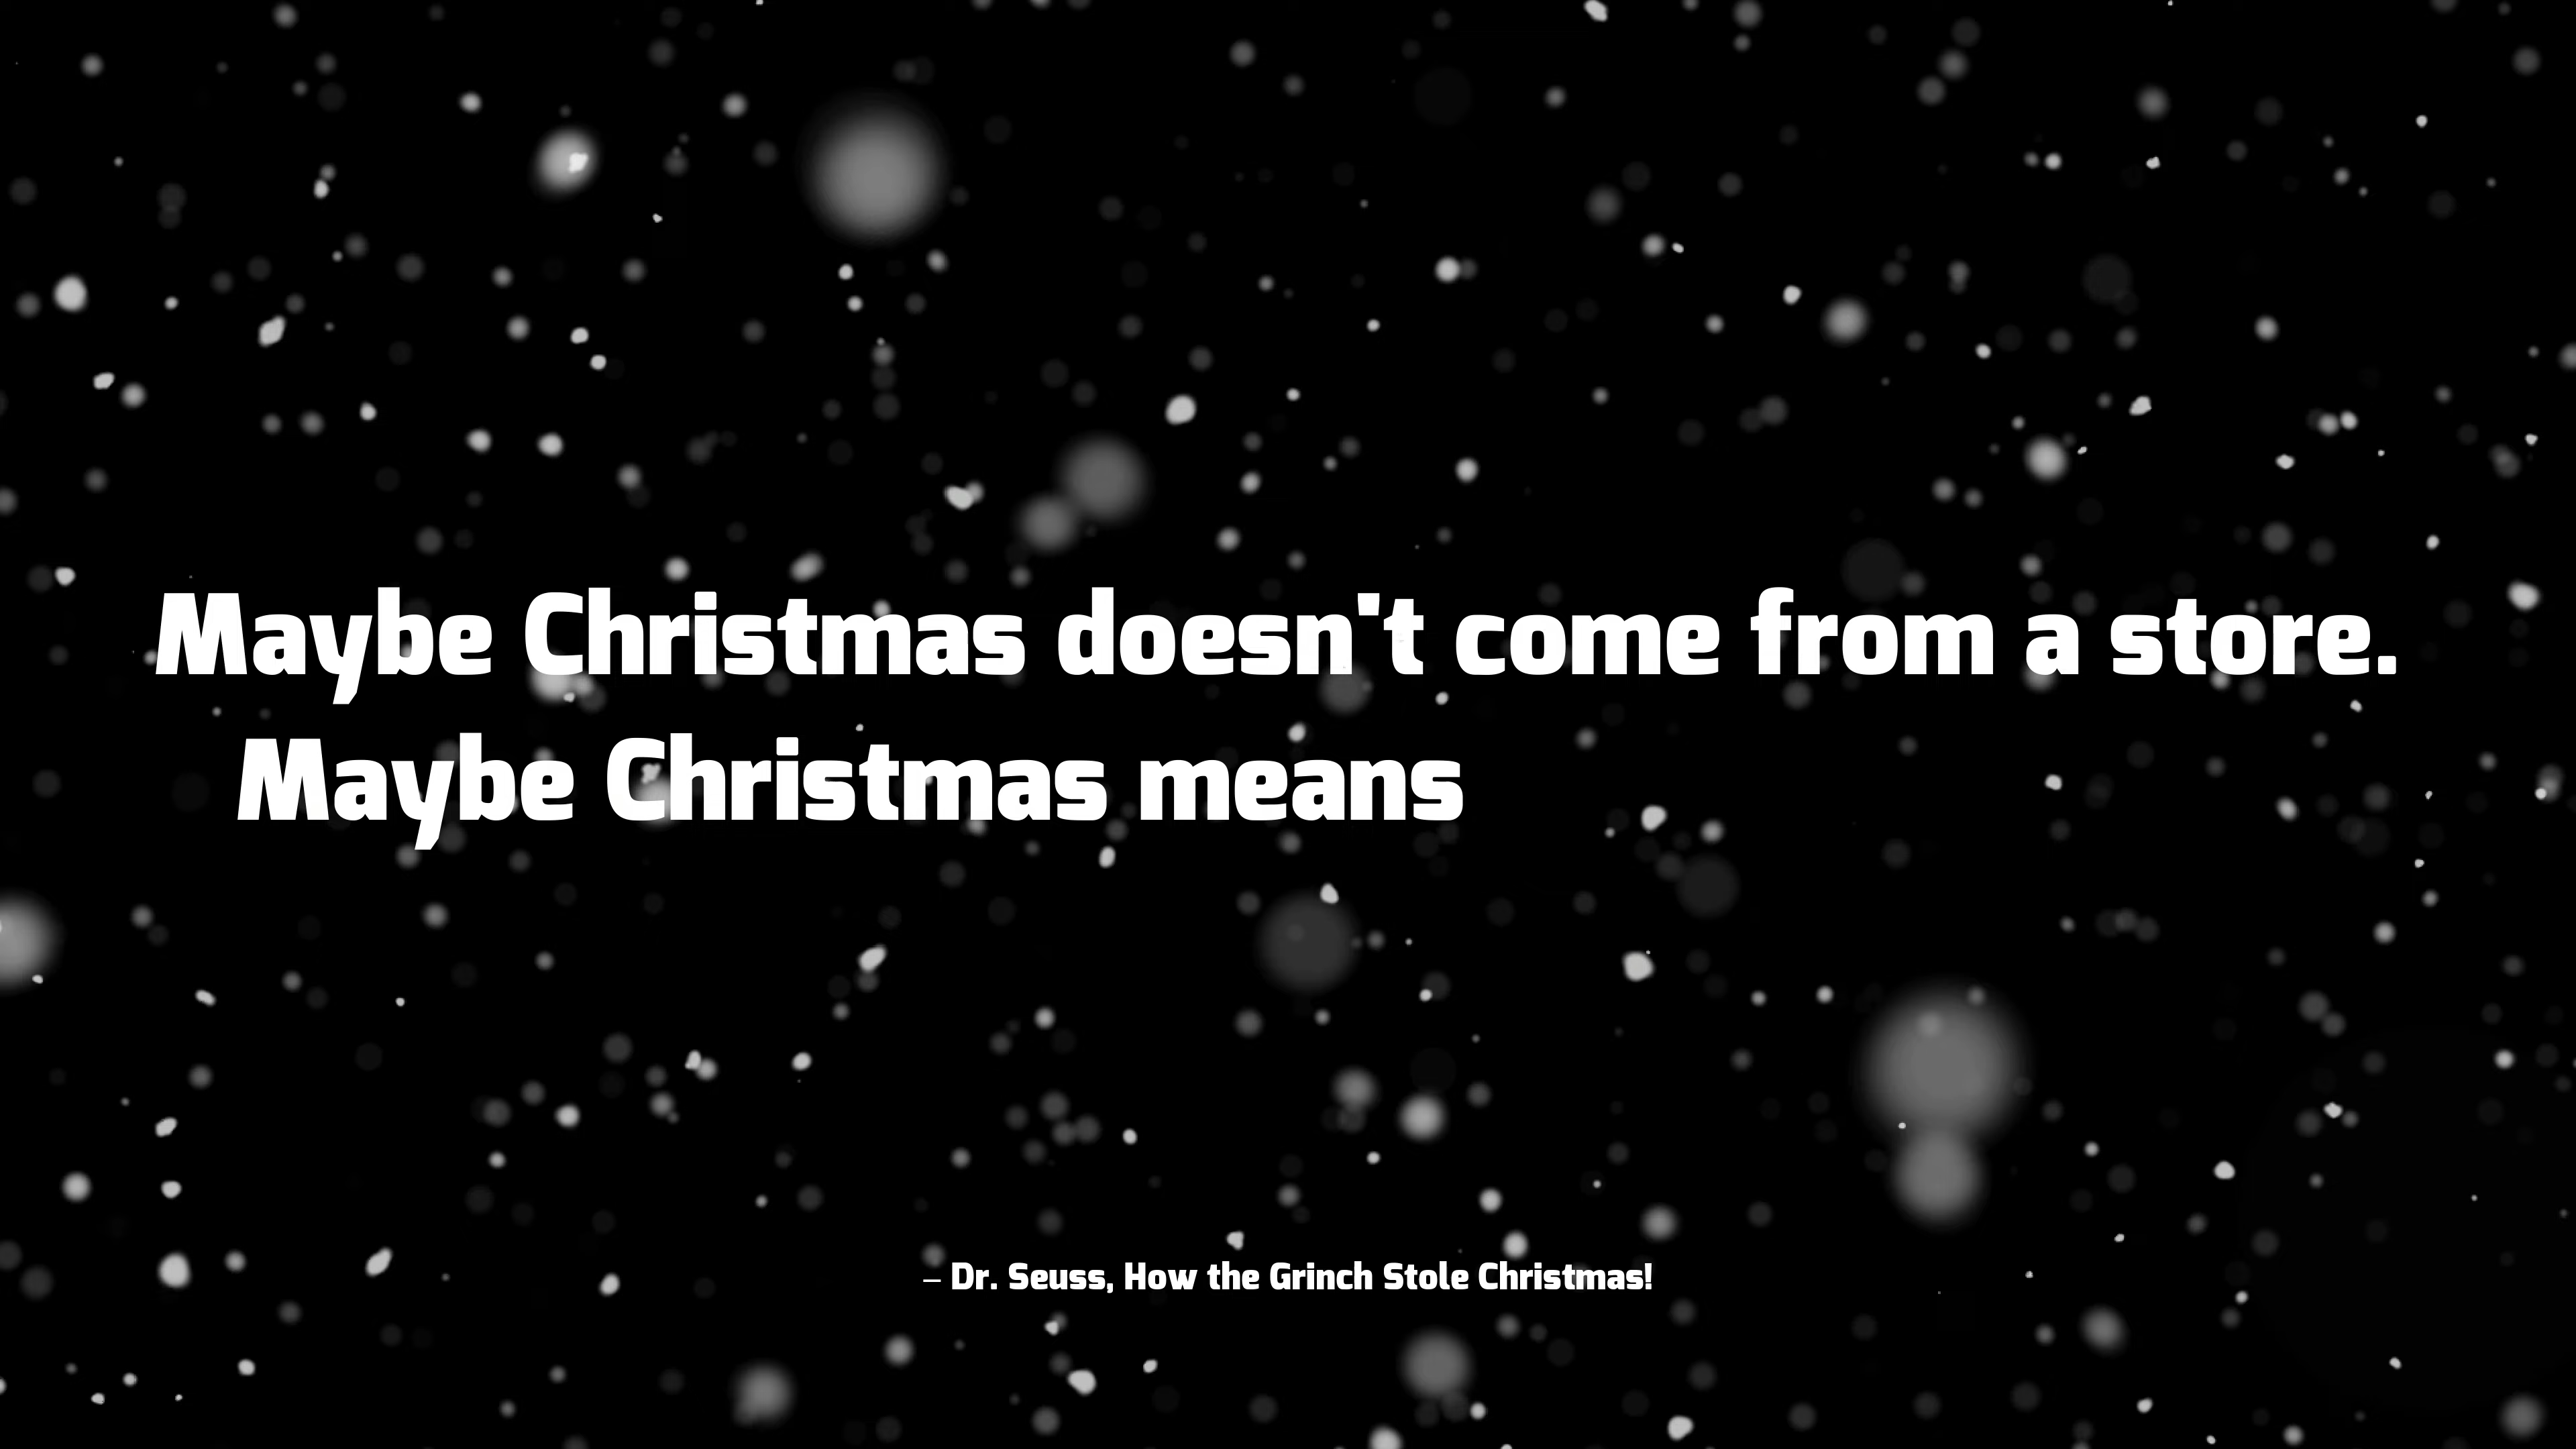 Maybe Christmas doesn't come from a store.
Maybe Christmas means
– Dr. Seuss, How the Grinch Stole Christmas!